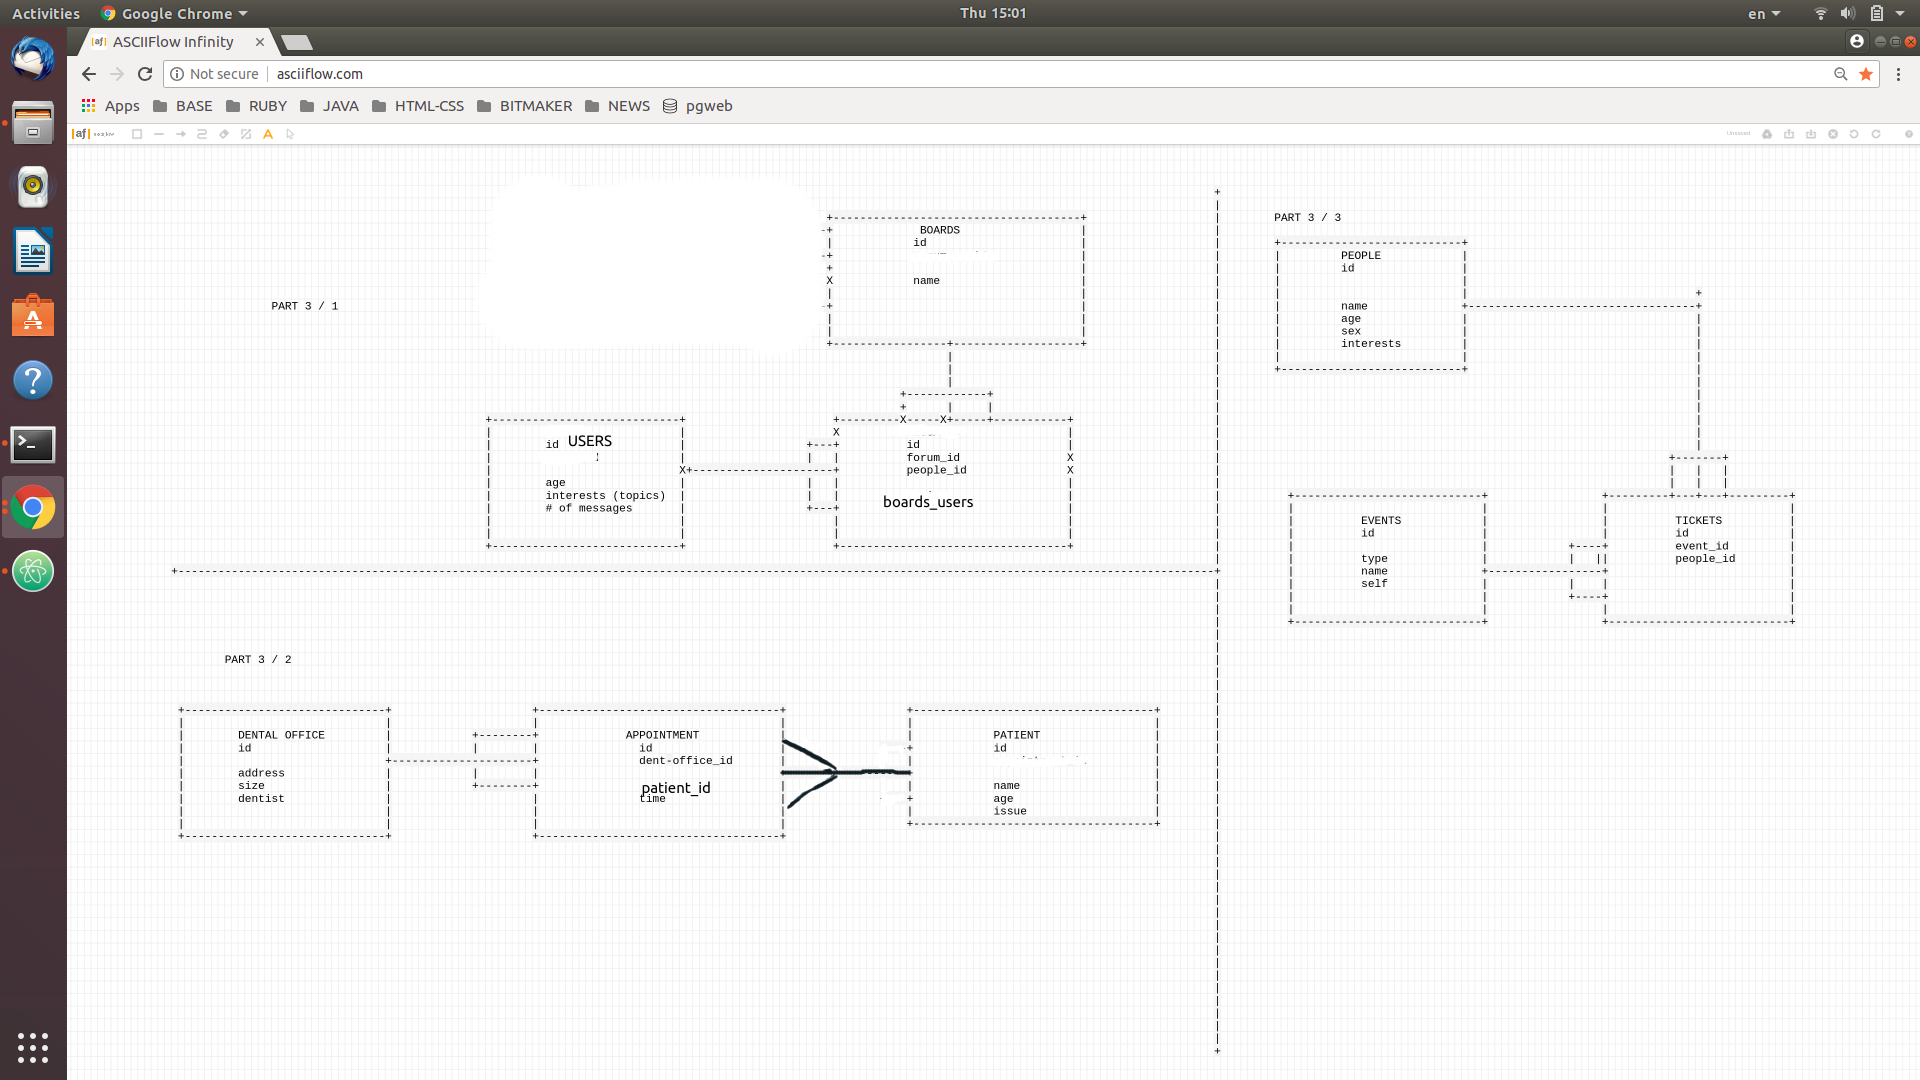 Activities Google Chrome Thu 15:01 en
ASCIIFlow Infinity
Not secure asciiflow.com
Apps BASE RUBY JAVA HTML-CSS BITMAKER NEWS pgweb
Unsaved
PART 3 / 1
BOARDS
id
name
USERS
id
age
interests (topics)
# of messages
id
forum_id
people_id
boards_users
PART 3 / 2
DENTAL OFFICE
id
address
size
dentist
APPOINTMENT
id
dent-office_id
patient_id
time
PATIENT
id
name
age
issue
PART 3 / 3
PEOPLE
id
name
age
sex
interests
EVENTS
id
type
name
self
TICKETS
id
event_id
people_id